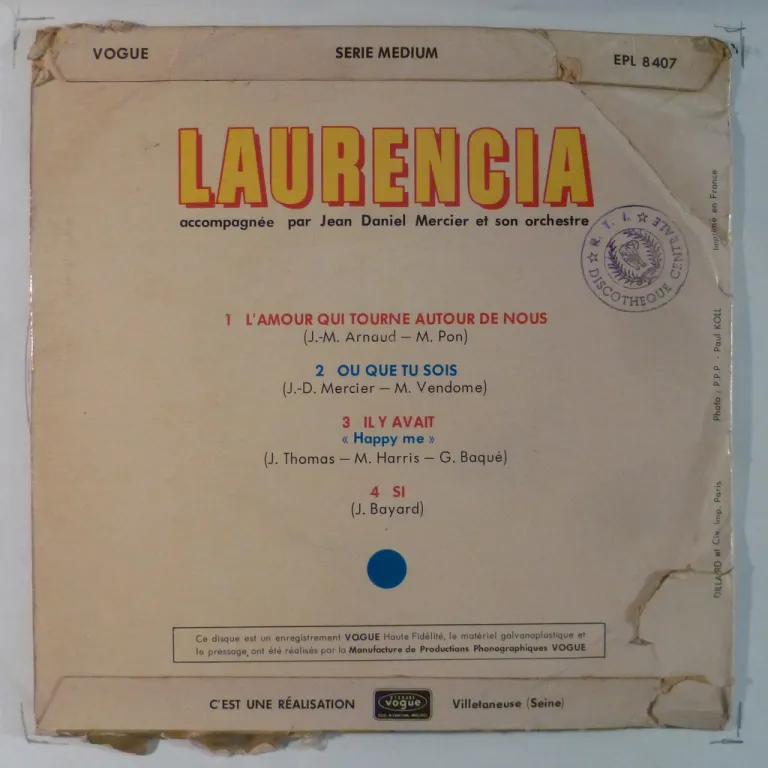 VOGUE
SERIE MEDIUM
EPL 8407
LAURENCIA
accompagnée par Jean Daniel Mercier et son orchestre
☆ R. T. I. ☆ DISCOTHEQUE CENTRALE
1 L'AMOUR QUI TOURNE AUTOUR DE NOUS
(J.-M. Arnaud – M. Pon)
2 OU QUE TU SOIS
(J.-D. Mercier – M. Vendome)
3 IL Y AVAIT
« Happy me »
(J. Thomas – M. Harris – G. Baqué)
4 SI
(J. Bayard)
Imprimé en France
Photo : P.P.P. - Paul KOLL
et Cie, Imp. Paris
Ce disque est un enregistrement VOGUE Haute Fidélité, le matériel galvanoplastique et
le pressage, ont été réalisés par la Manufacture de Productions Phonographiques VOGUE
C'EST UNE RÉALISATION
DISQUES
vogue
Villetaneuse (Seine)